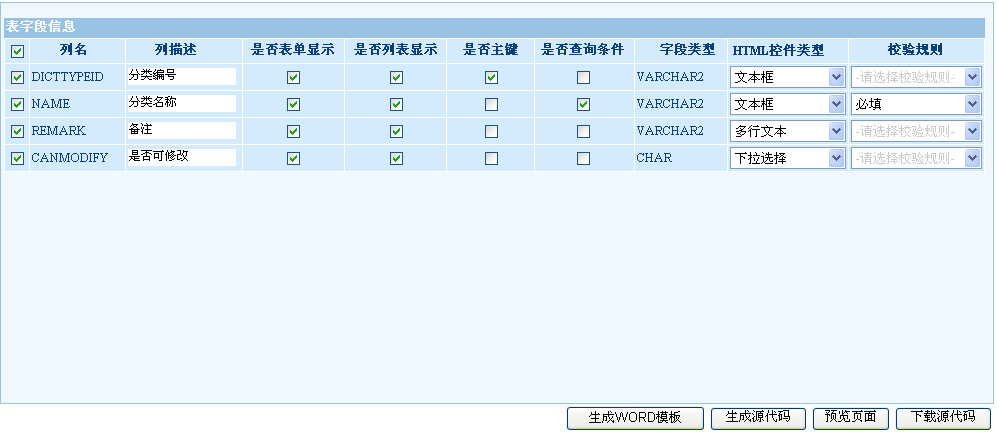 表字段信息
列名 列描述 是否表单显示 是否列表显示 是否主键 是否查询条件 字段类型 HTML控件类型 校验规则
DICTTYPEID 分类编号 VARCHAR2 文本框 -请选择校验规则-
NAME 分类名称 VARCHAR2 文本框 必填
REMARK 备注 VARCHAR2 多行文本 -请选择校验规则-
CANMODIFY 是否可修改 CHAR 下拉选择 -请选择校验规则-
生成WORD模板 生成源代码 预览页面 下载源代码